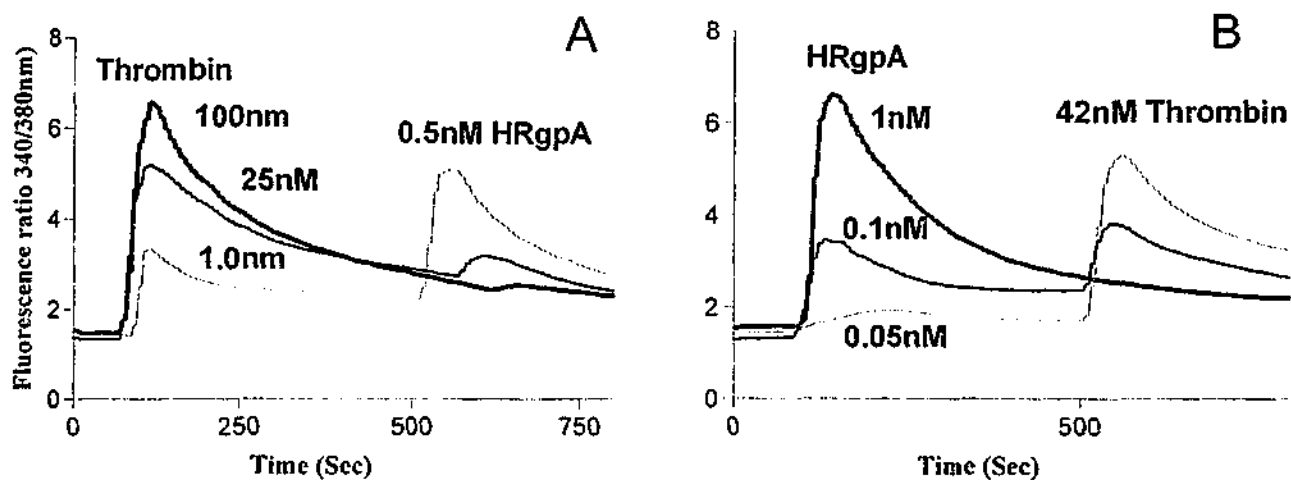 A
Fluorescence ratio 340/380nm)
8
6
4
2
0
Thrombin
100nm
25nM
1.0nm
0.5nM HRgpA
0
250
500
750
Time (Sec)
B
8
6
4
2
0
HRgpA
1nM
0.1nM
0.05nM
42nM Thrombin
0
500
Time (Sec)